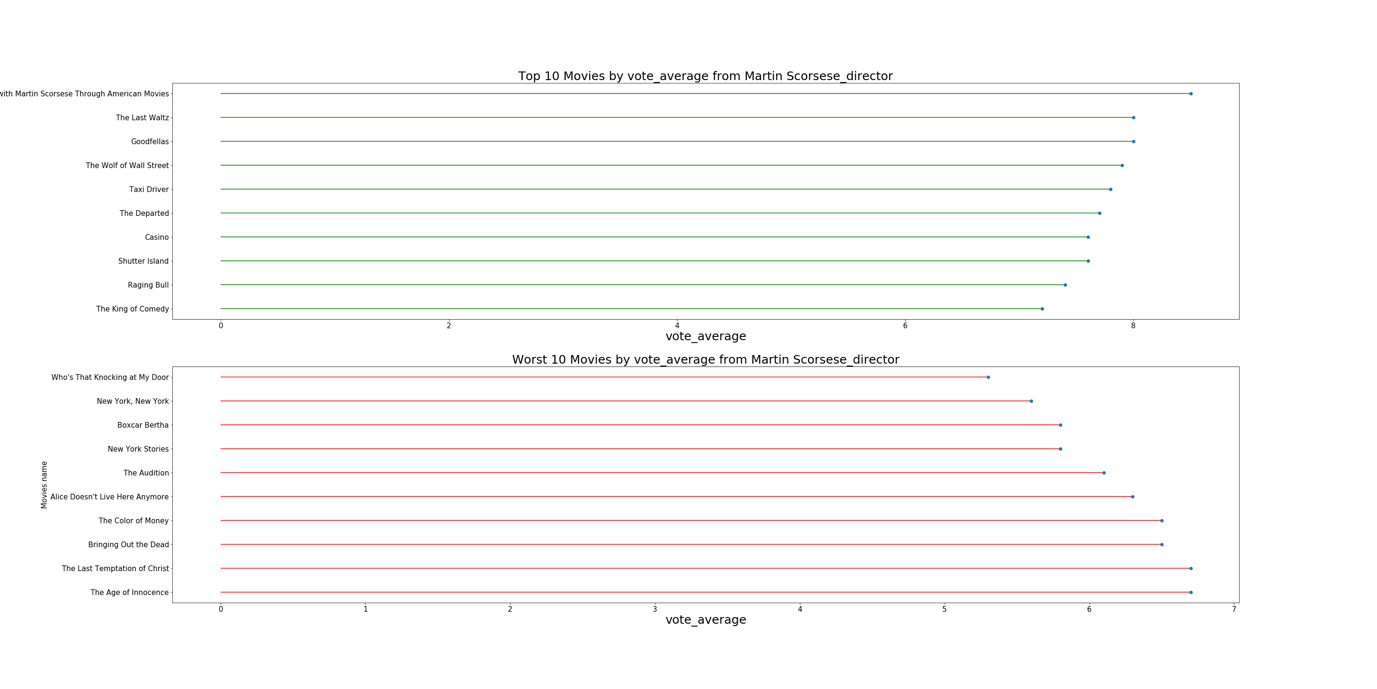 Top 10 Movies by vote_average from Martin Scorsese_director
with Martin Scorsese Through American Movies
The Last Waltz
Goodfellas
The Wolf of Wall Street
Taxi Driver
The Departed
Casino
Shutter Island
Raging Bull
The King of Comedy
0 2 4 6 8
vote_average
Worst 10 Movies by vote_average from Martin Scorsese_director
Movies name
Who's That Knocking at My Door
New York, New York
Boxcar Bertha
New York Stories
The Audition
Alice Doesn't Live Here Anymore
The Color of Money
Bringing Out the Dead
The Last Temptation of Christ
The Age of Innocence
0 1 2 3 4 5 6 7
vote_average